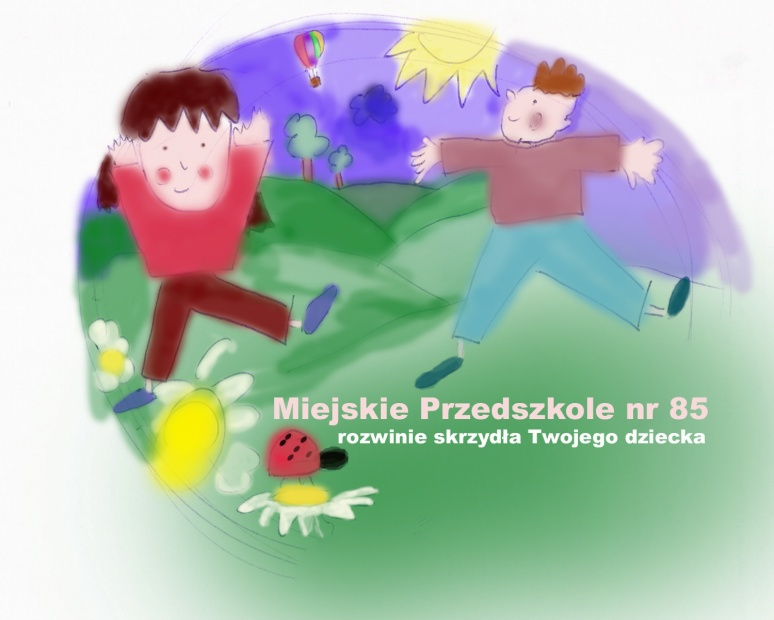 Miejskie Przedszkole nr 85
rozwinie skrzydła Twojego dziecka